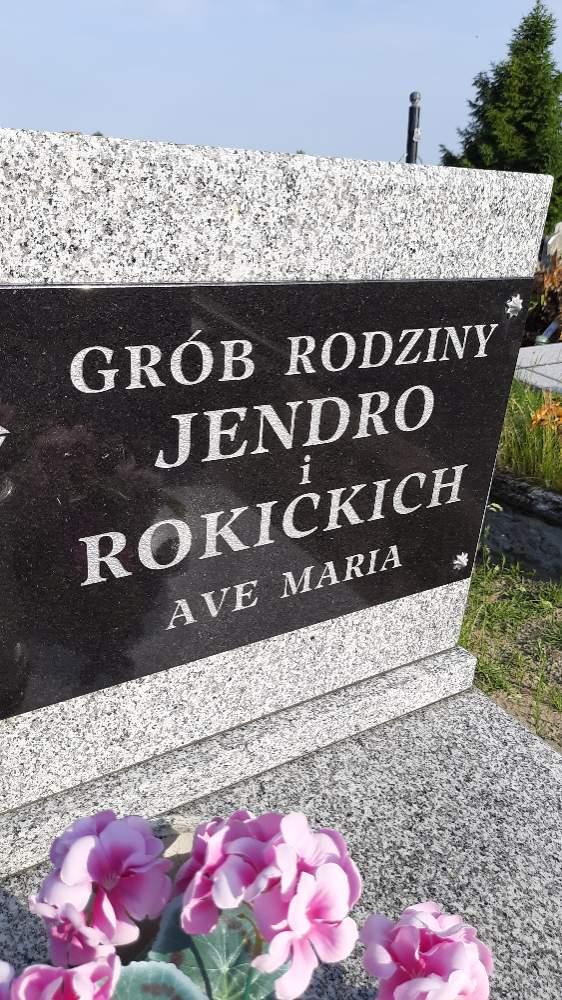 GRÓB RODZINY
JENDRO
i
ROKICKICH
AVE MARIA